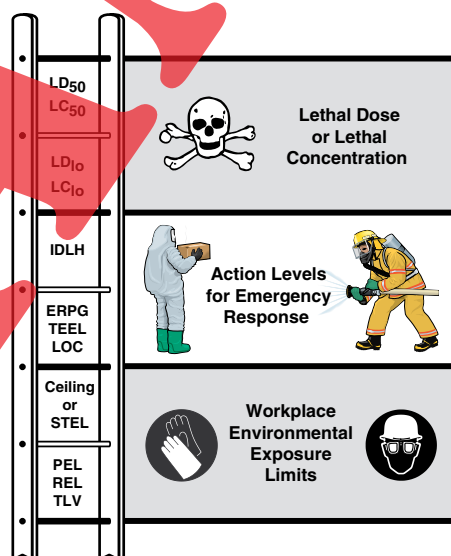 LD50
LC50
Lethal Dose
or Lethal
Concentration
LDlo
LClo
IDLH
Action Levels
for Emergency
Response
ERPG
TEEL
LOC
Ceiling
or
STEL
Workplace
Environmental
Exposure
Limits
PEL
REL
TLV